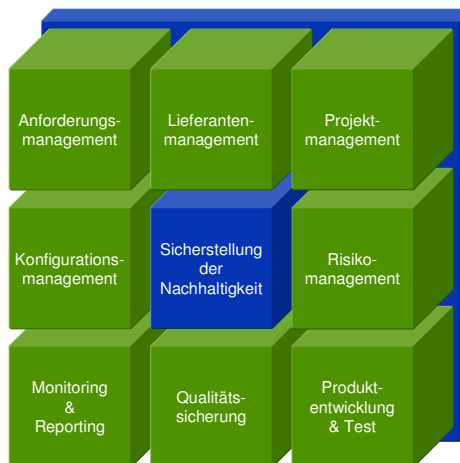 Anforderungs-
management
Lieferanten-
management
Projekt-
management
Konfigurations-
management
Sicherstellung
der
Nachhaltigkeit
Risiko-
management
Monitoring
&
Reporting
Qualitäts-
sicherung
Produkt-
entwicklung
& Test